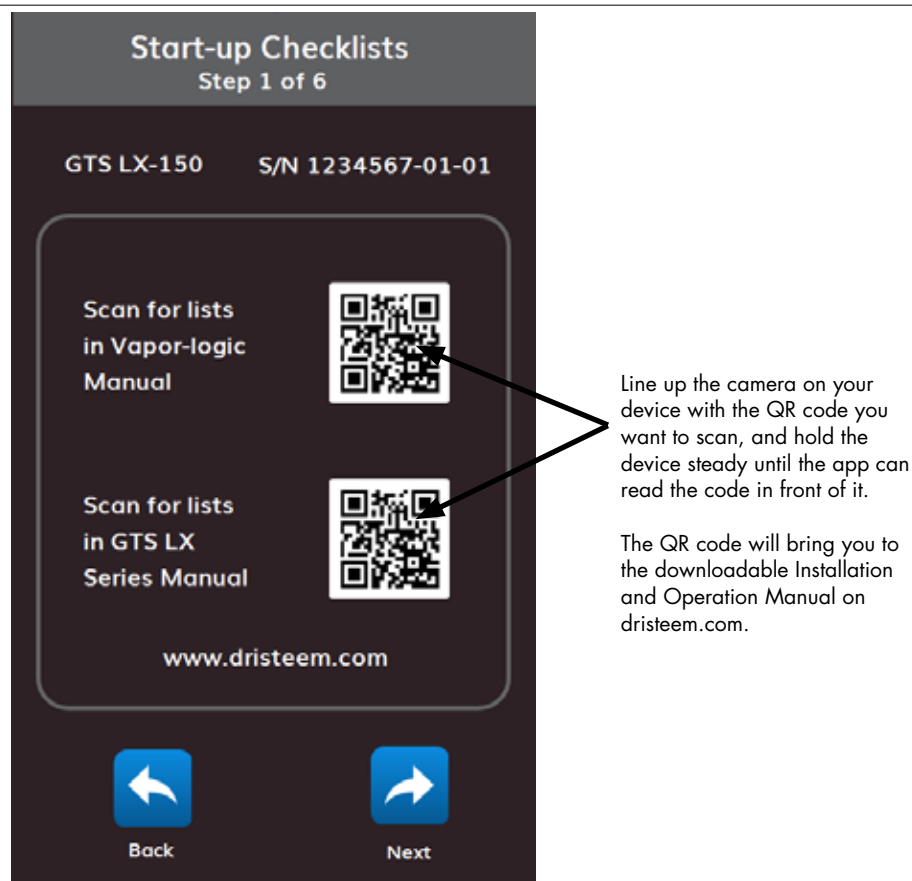 Start-up Checklists
Step 1 of 6
GTS LX-150 S/N 1234567-01-01
Scan for lists
in Vapor-logic
Manual
Scan for lists
in GTS LX
Series Manual
www.dristeem.com
Back Next
Line up the camera on your
device with the QR code you
want to scan, and hold the
device steady until the app can
read the code in front of it.
The QR code will bring you to
the downloadable Installation
and Operation Manual on
dristeem.com.